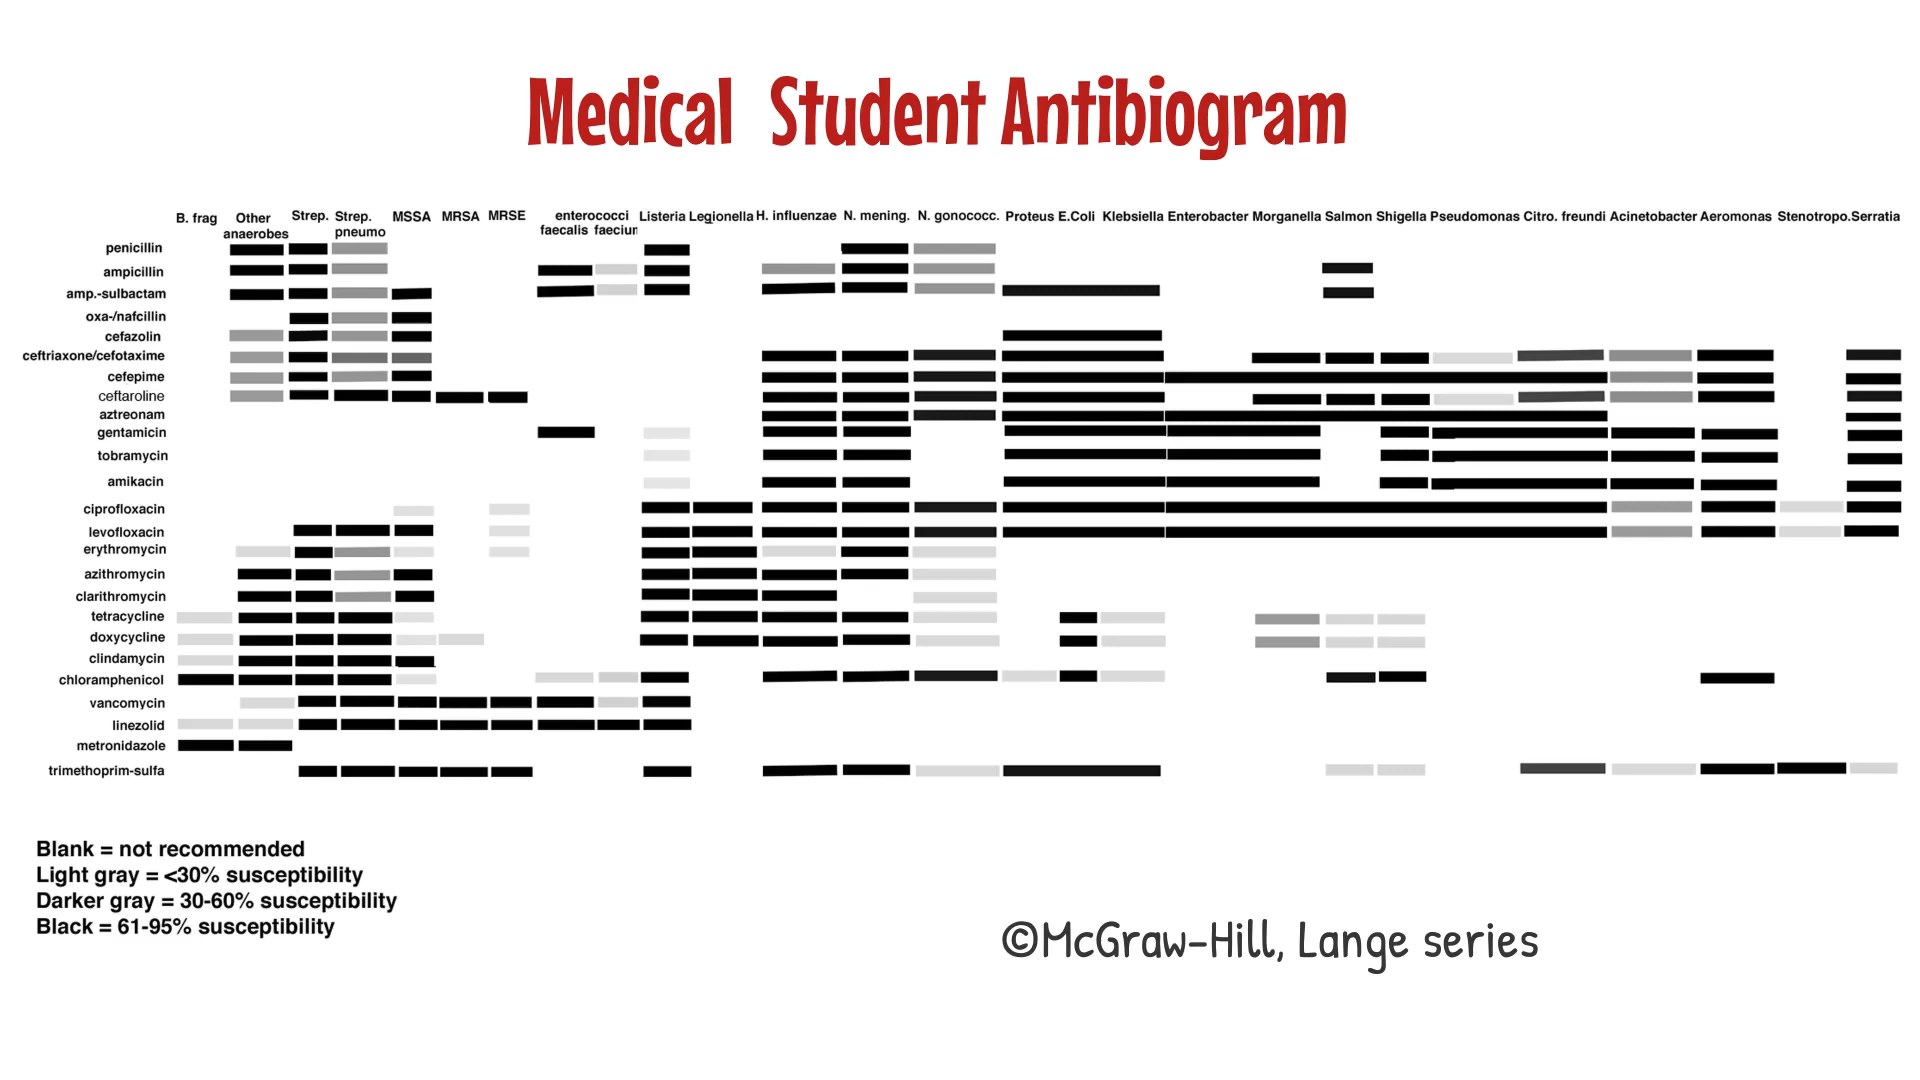 Medical Student Antibiogram
B. frag Other anaerobes Strep. Strep. pneumo MSSA MRSA MRSE enterococci faecalis faeciun Listeria Legionella H. influenzae N. mening. N. gonococc. Proteus E.Coli Klebsiella Enterobacter Morganella Salmon Shigella Pseudomonas Citro. freundi Acinetobacter Aeromonas Stenotropo. Serratia
penicillin
ampicillin
amp.-sulbactam
oxa-/nafcillin
cefazolin
ceftriaxone/cefotaxime
cefepime
ceftaroline
aztreonam
gentamicin
tobramycin
amikacin
ciprofloxacin
levofloxacin
erythromycin
azithromycin
clarithromycin
tetracycline
doxycycline
clindamycin
chloramphenicol
vancomycin
linezolid
metronidazole
trimethoprim-sulfa
Blank = not recommended
Light gray = <30% susceptibility
Darker gray = 30-60% susceptibility
Black = 61-95% susceptibility
©McGraw-Hill, Lange series